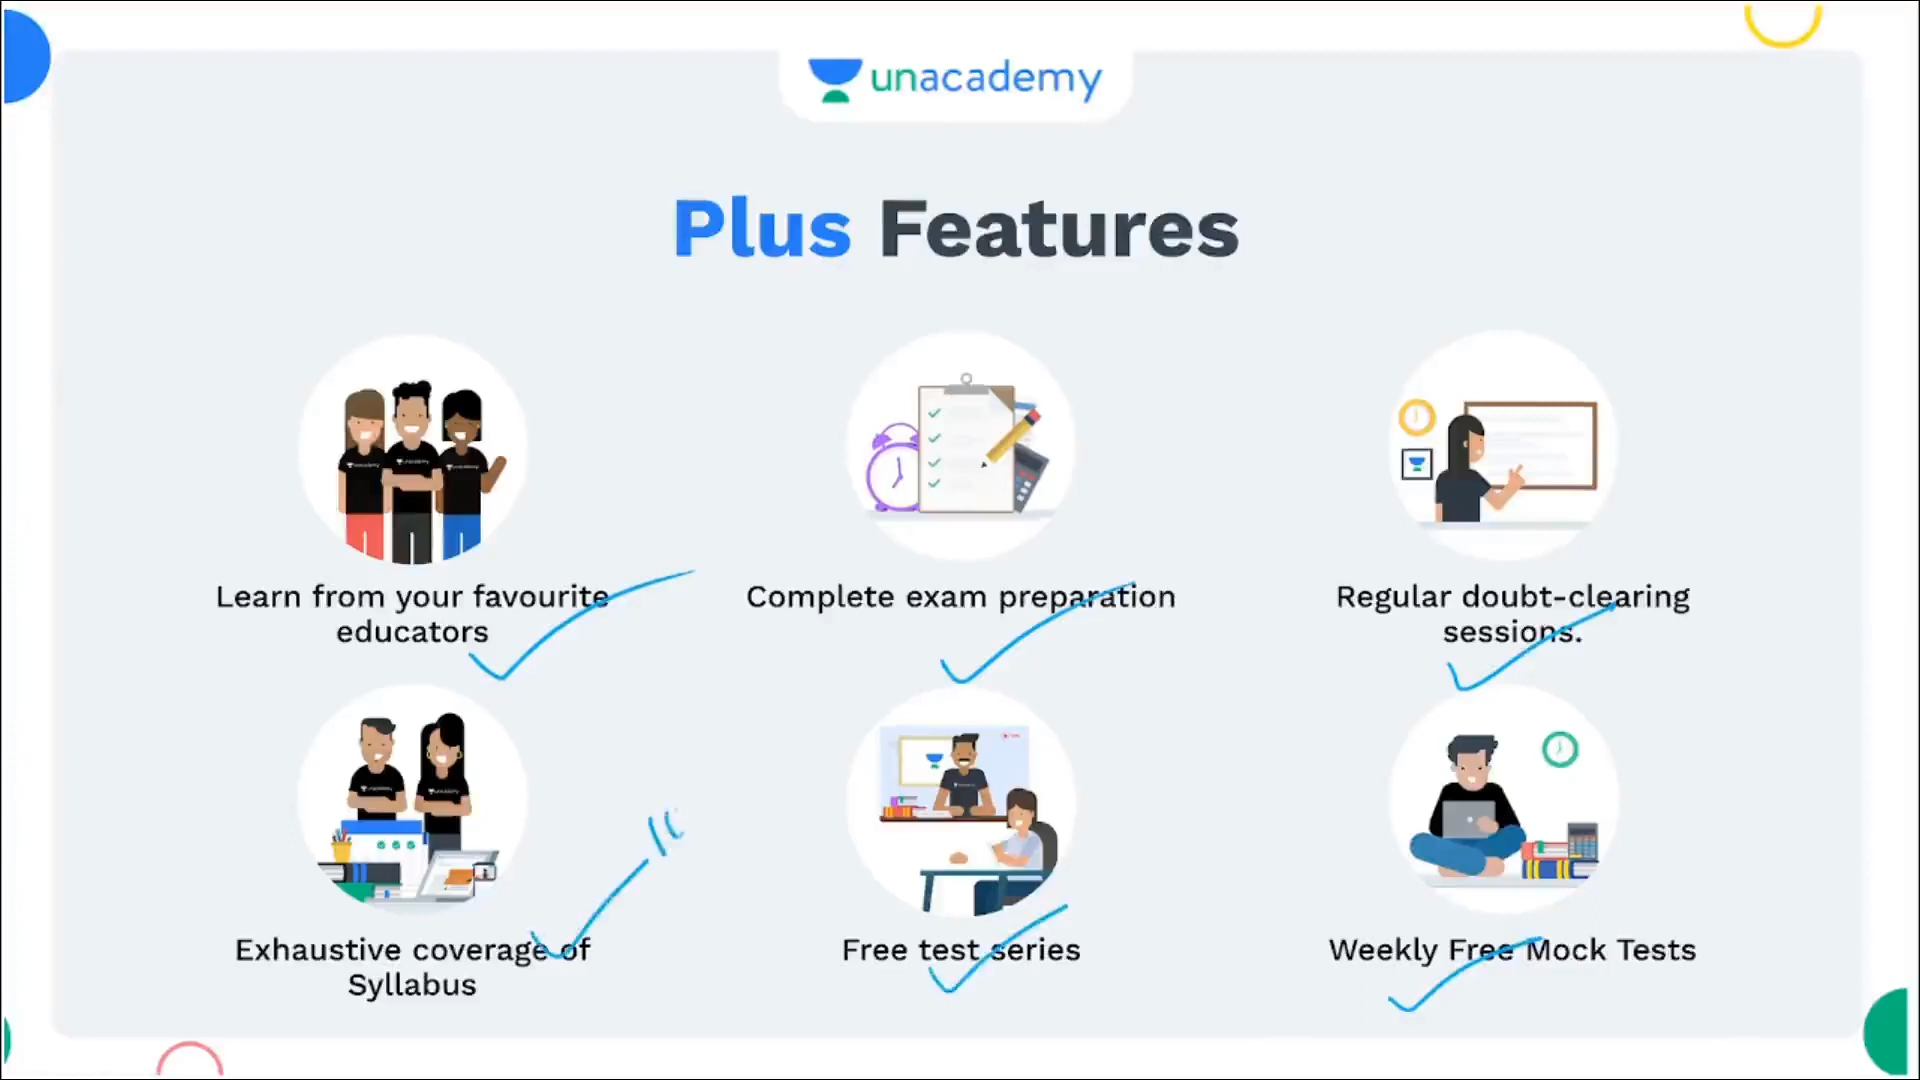 unacademy
Plus Features
Learn from your favourite
educators
Complete exam preparation
Regular doubt-clearing
sessions.
Exhaustive coverage of
Syllabus
Free test series
Weekly Free Mock Tests